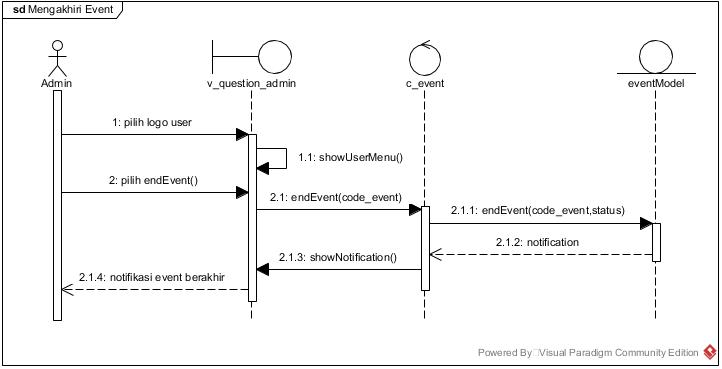 sd Mengakhiri Event
Admin
v_question_admin
c_event
eventModel
1: pilih logo user
1.1: showUserMenu()
2: pilih endEvent()
2.1: endEvent(code_event)
2.1.1: endEvent(code_event,status)
2.1.2: notification
2.1.3: showNotification()
2.1.4: notifikasi event berakhir
Powered By Visual Paradigm Community Edition